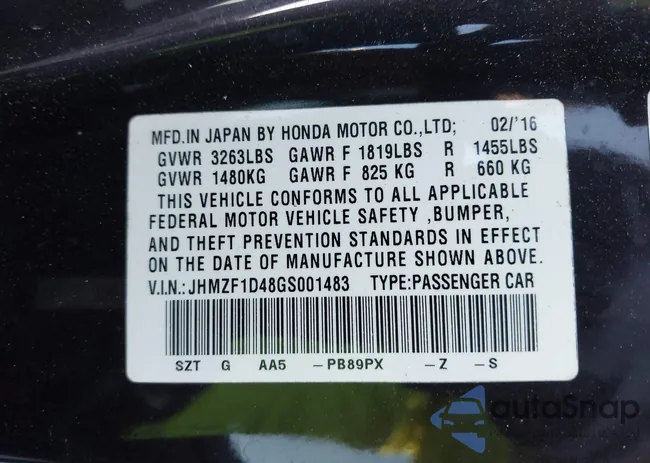 MFD.IN JAPAN BY HONDA MOTOR CO.,LTD; 02/'16
GVWR 3263LBS GAWR F 1819LBS R 1455LBS
GVWR 1480KG GAWR F 825 KG R 660 KG
THIS VEHICLE CONFORMS TO ALL APPLICABLE
FEDERAL MOTOR VEHICLE SAFETY ,BUMPER,
AND THEFT PREVENTION STANDARDS IN EFFECT
ON THE DATE OF MANUFACTURE SHOWN ABOVE.
V.I.N.: JHMZF1D48GS001483 TYPE:PASSENGER CAR
SZT G AA5 -PB89PX -Z -S
autoSnap